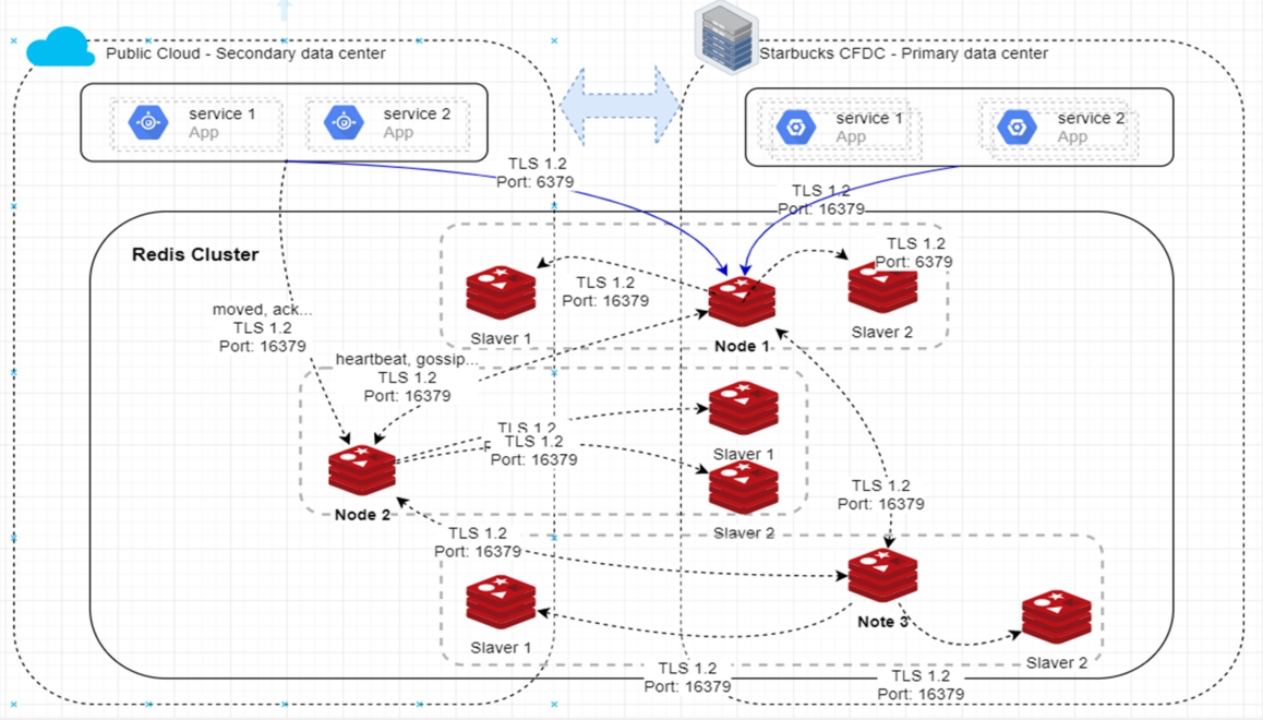 Public Cloud - Secondary data center
Starbucks CFDC - Primary data center
service 1
App
service 2
App
service 1
App
service 2
App
TLS 1.2
Port: 6379
TLS 1.2
Port: 16379
Redis Cluster
TLS 1.2
Port: 6379
TLS 1.2
Port: 16379
Slaver 1
Node 1
Slaver 2
moved, ack...
TLS 1.2
Port: 16379
heartbeat, gossip...
TLS 1.2
Port: 16379
TLS 1.2
TLS 1.2
Port: 16379
Slaver 1
Slaver 2
Node 2
TLS 1.2
Port: 16379
TLS 1.2
Port: 16379
Slaver 1
Note 3
Slaver 2
TLS 1.2
Port: 16379
TLS 1.2
Port: 16379